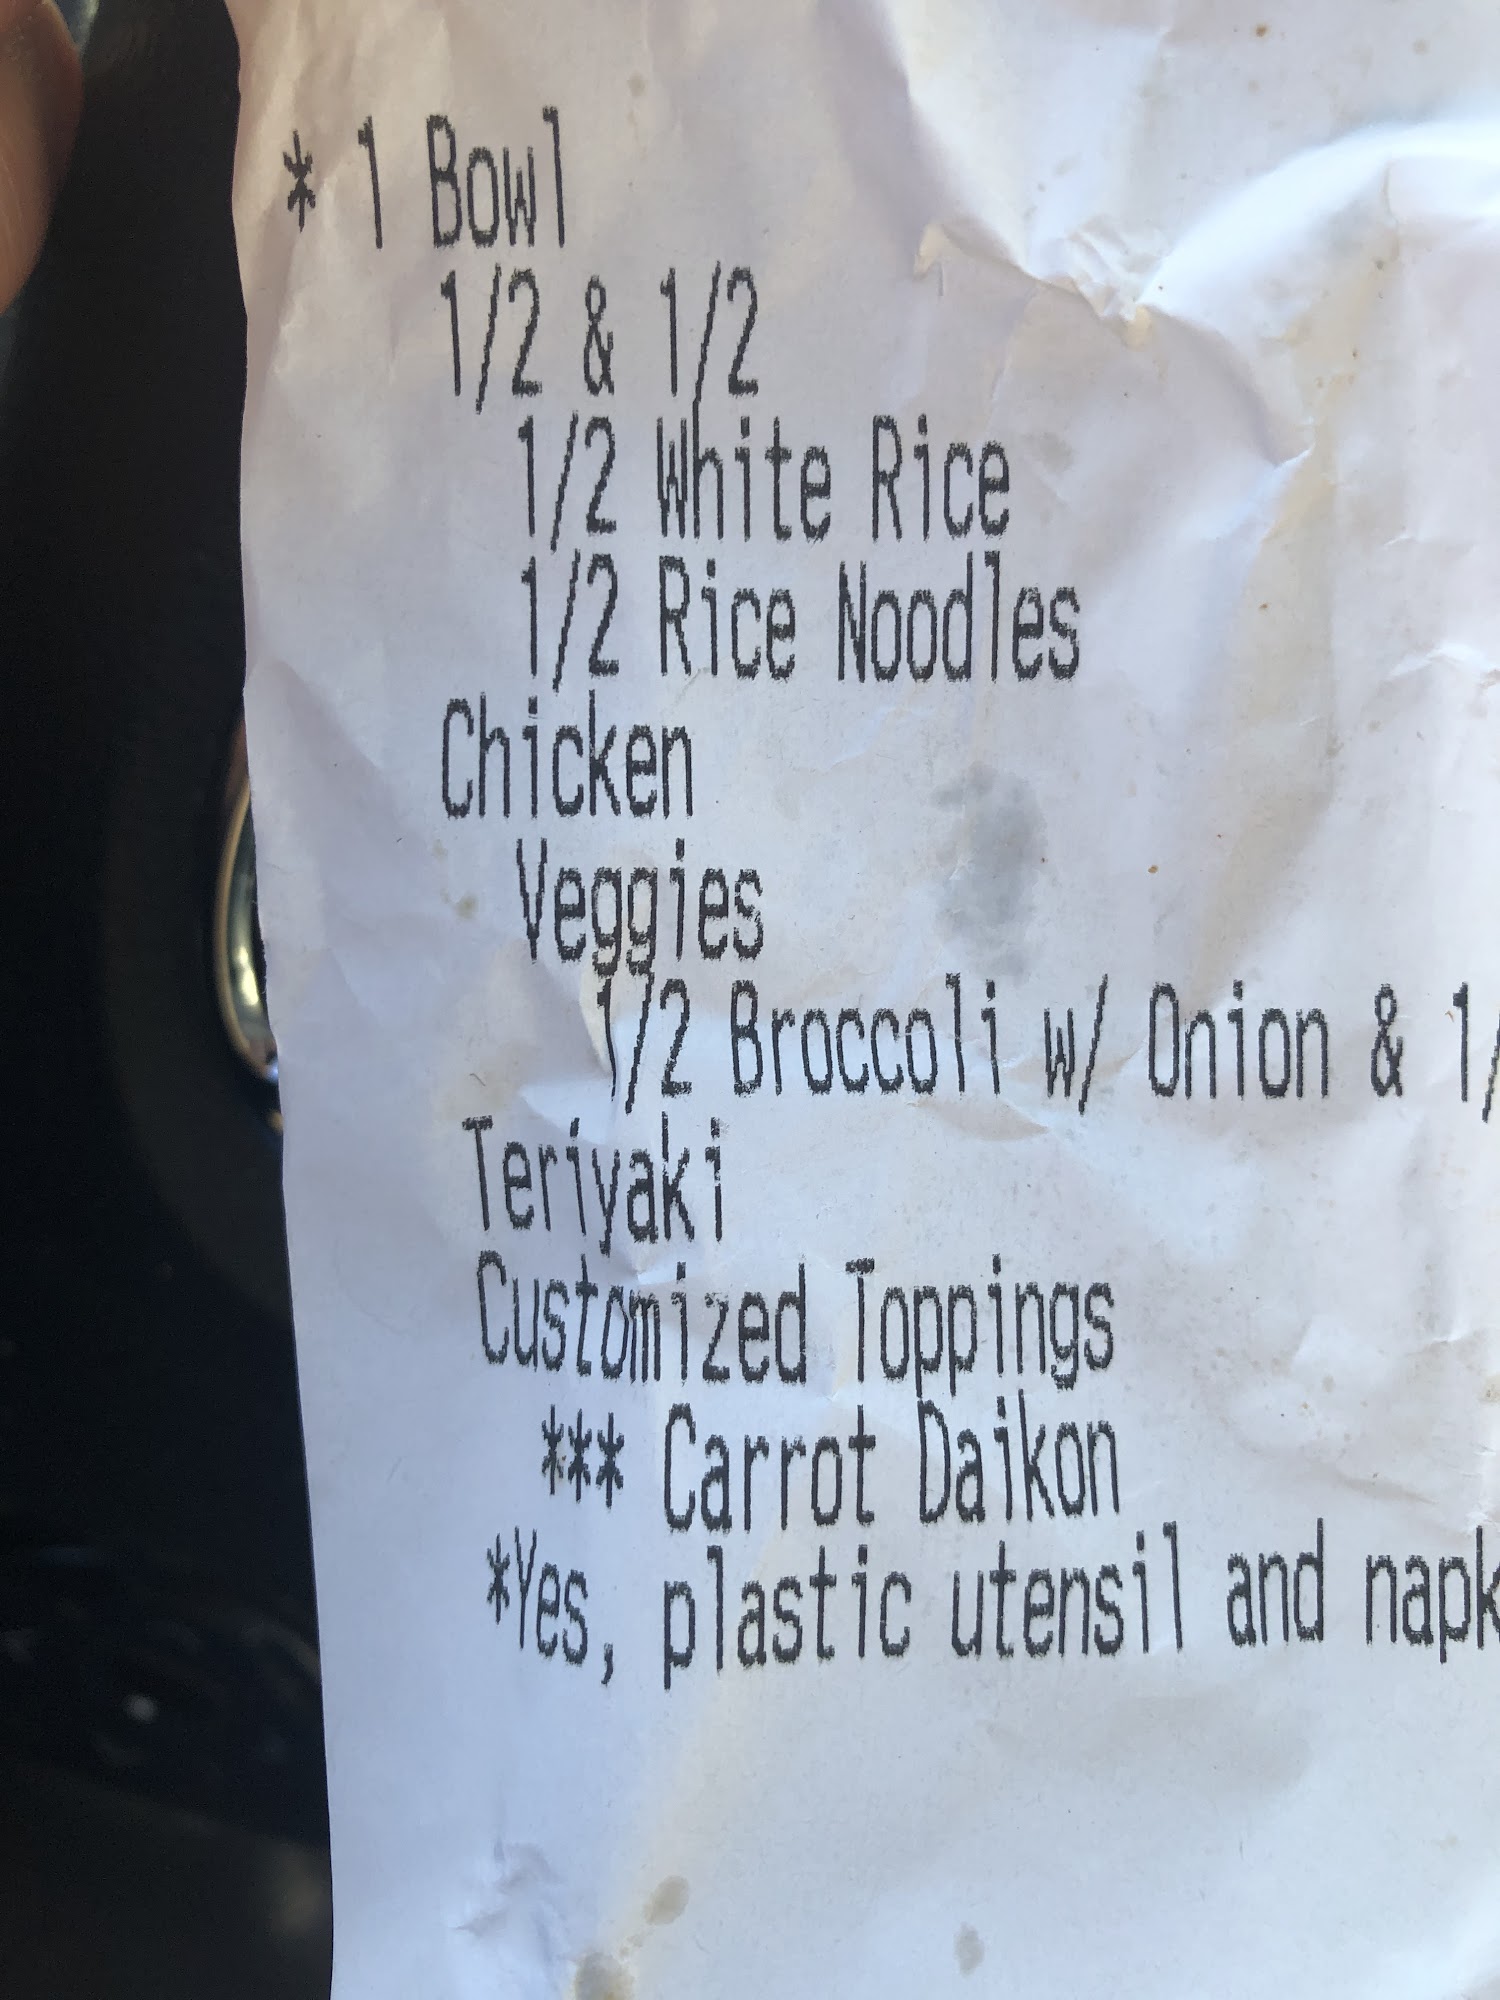 * 1 Bowl
1/2 & 1/2
1/2 White Rice
1/2 Rice Noodles
Chicken
Veggies
1/2 Broccoli w/ Onion & 1/
Teriyaki
Customized Toppings
*** Carrot Daikon
*Yes, plastic utensil and napk